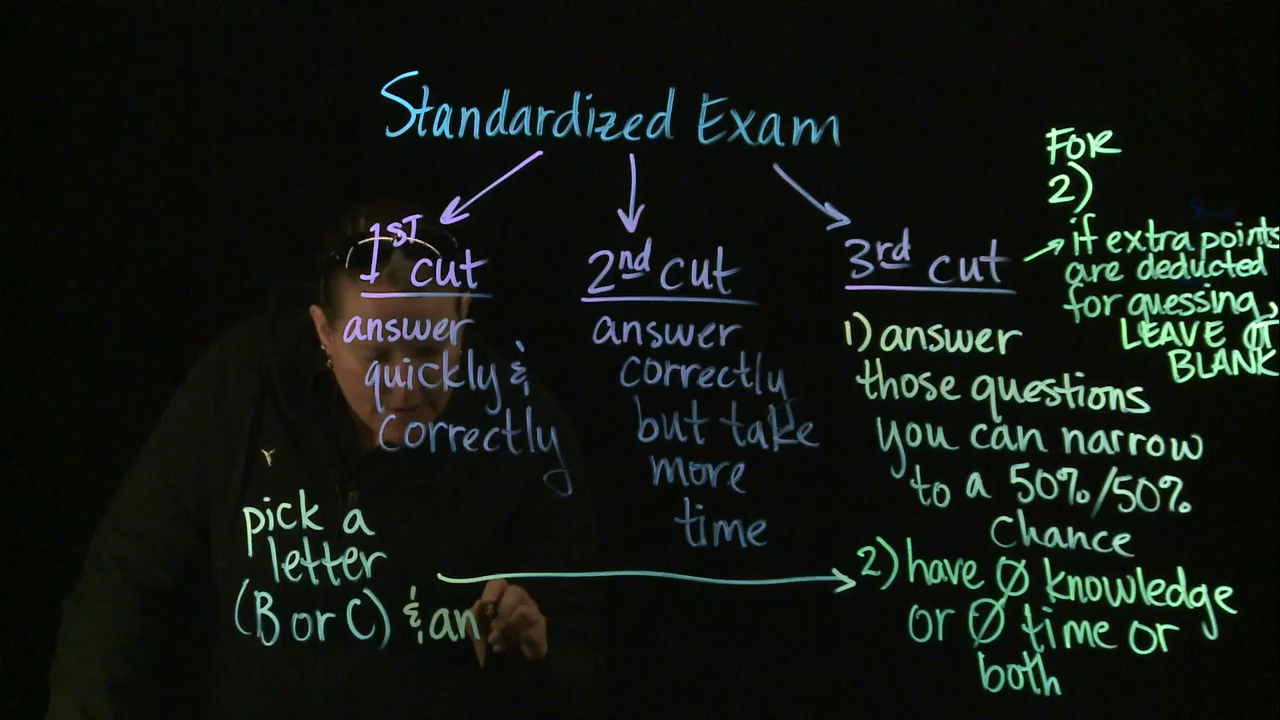 Standardized Exam
1ST cut
answer
quickly &
correctly
2nd cut
answer
correctly
but take
more
time
3rd cut
1) answer
those questions
you can narrow
to a 50%/50%
chance
2) have Ø knowledge
or Ø time or
both
FOR
2)
if extra points
are deducted
for guessing,
LEAVE IT
BLANK
pick a
letter
(B or C) & an